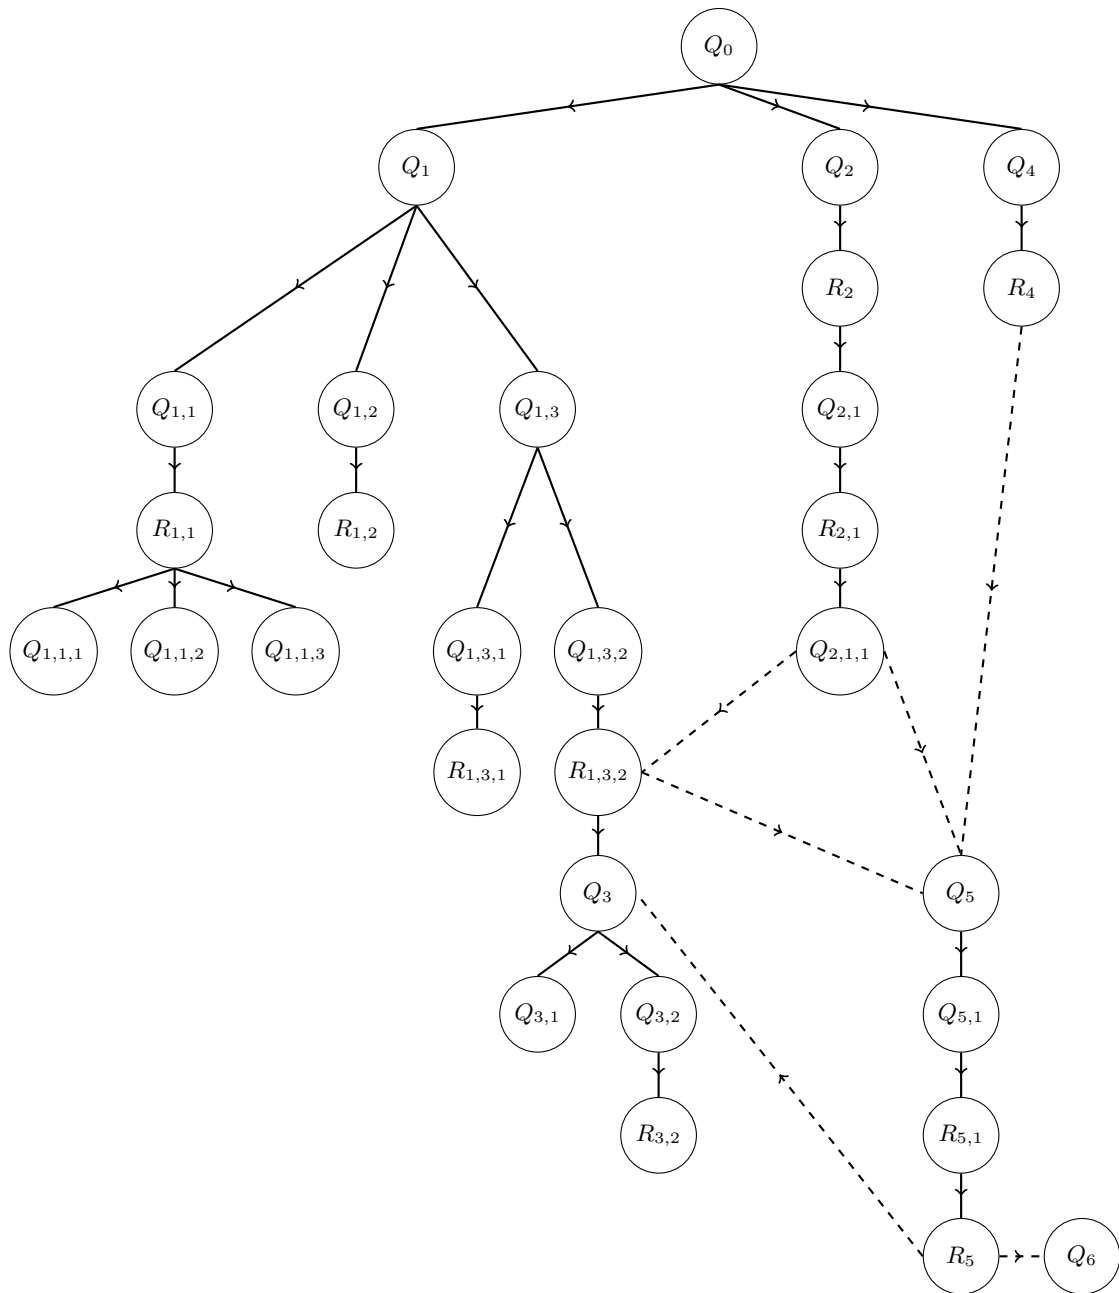 Q₀
Q₁ Q₂ Q₄
R₂ R₄
Q₁,₁ Q₁,₂ Q₁,₃ Q₂,₁
R₁,₁ R₁,₂ R₂,₁
Q₁,₁,₁ Q₁,₁,₂ Q₁,₁,₃ Q₁,₃,₁ Q₁,₃,₂ Q₂,₁,₁
R₁,₃,₁ R₁,₃,₂
Q₃ Q₅
Q₃,₁ Q₃,₂ Q₅,₁
R₃,₂ R₅,₁
R₅ Q₆